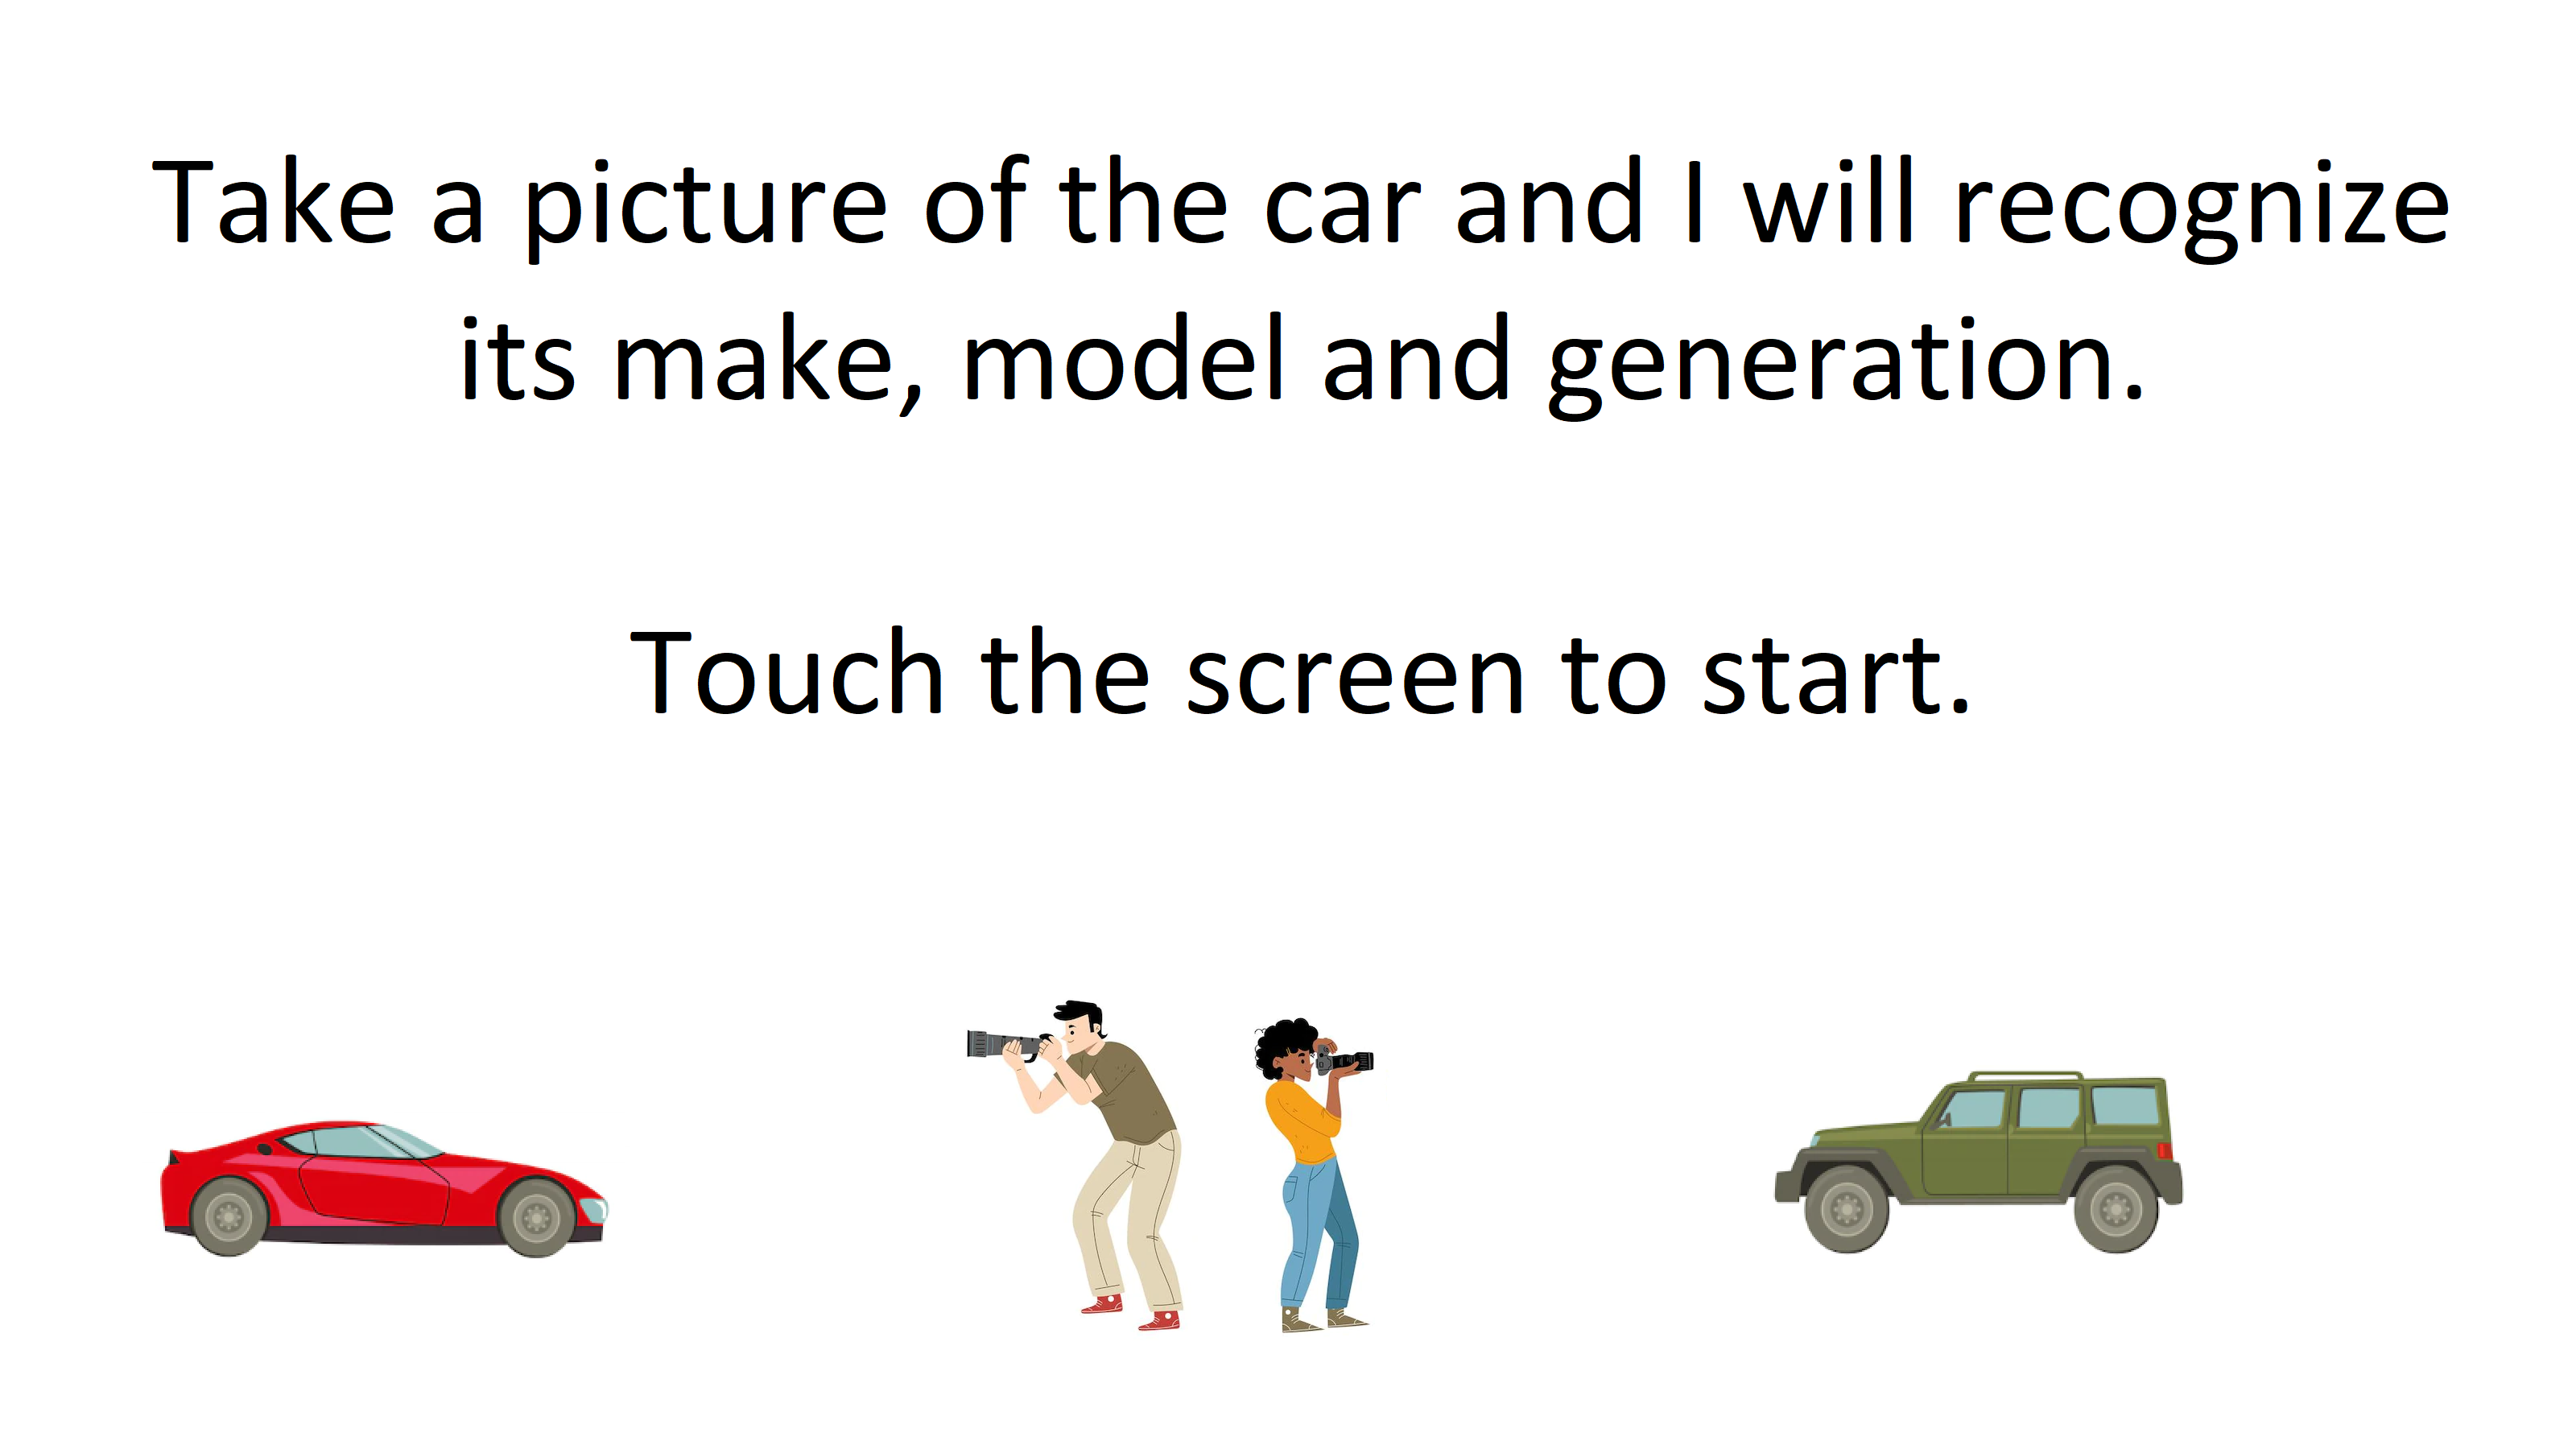 Take a picture of the car and I will recognize
its make, model and generation.
Touch the screen to start.